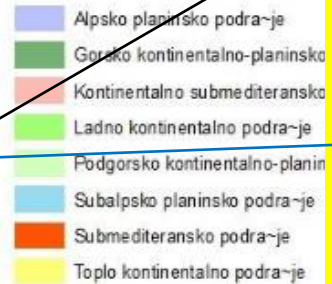 Alpsko planinsko podra~je
Gorsko kontinentalno-planinsko
Kontinentalno submediteransko
Ladno kontinentalno podra~je
Podgorsko kontinentalno-planin
Subalpsko planinsko podra~je
Submediteransko podra~je
Toplo kontinentalno podra~je